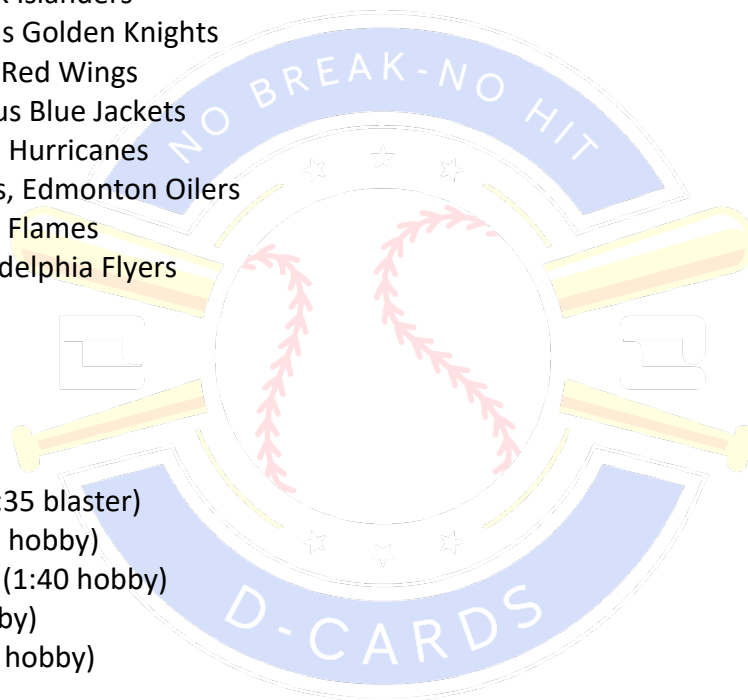 Islanders
s Golden Knights
Red Wings
NO BREAK-NO HIT
us Blue Jackets
Hurricanes
s, Edmonton Oilers
Flames
delphia Flyers
:35 blaster)
hobby)
(1:40 hobby)
by)
hobby)
D-CARDS